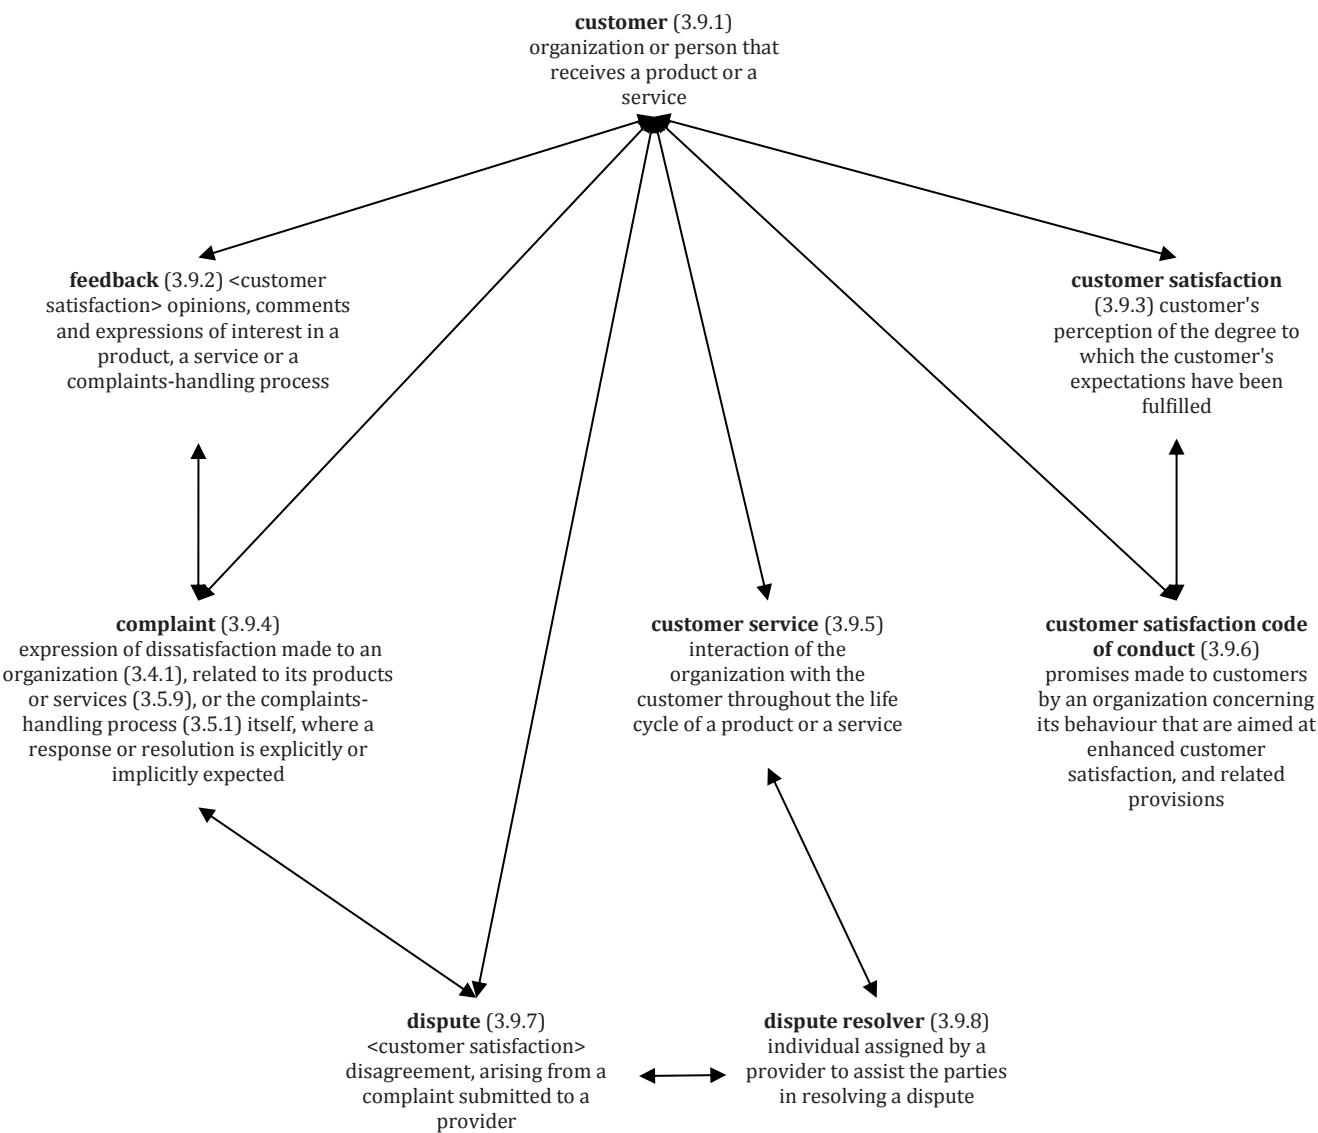 customer (3.9.1)
organization or person that
receives a product or a
service
feedback (3.9.2) <customer
satisfaction> opinions, comments
and expressions of interest in a
product, a service or a
complaints-handling process
customer satisfaction
(3.9.3) customer's
perception of the degree to
which the customer's
expectations have been
fulfilled
complaint (3.9.4)
expression of dissatisfaction made to an
organization (3.4.1), related to its products
or services (3.5.9), or the complaints-
handling process (3.5.1) itself, where a
response or resolution is explicitly or
implicitly expected
customer service (3.9.5)
interaction of the
organization with the
customer throughout the life
cycle of a product or a service
customer satisfaction code
of conduct (3.9.6)
promises made to customers
by an organization concerning
its behaviour that are aimed at
enhanced customer
satisfaction, and related
provisions
dispute (3.9.7)
<customer satisfaction>
disagreement, arising from a
complaint submitted to a
provider
dispute resolver (3.9.8)
individual assigned by a
provider to assist the parties
in resolving a dispute